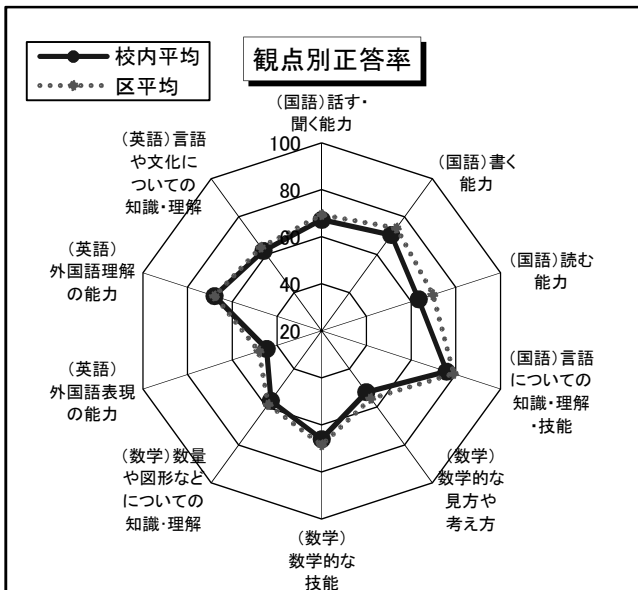 校内平均
区平均
観点別正答率
(国語)話す・
聞く能力
(国語)書く
能力
(国語)読む
能力
(国語)言語
についての
知識・理解
・技能
(数学)
数学的な
見方や
考え方
(数学)
数学的な
技能
(数学)数量
や図形などに
についての
知識・理解
(英語)
外国語表現
の能力
(英語)
外国語理解
の能力
(英語)言語
や文化に
ついての
知識・理解
100
80
60
40
20